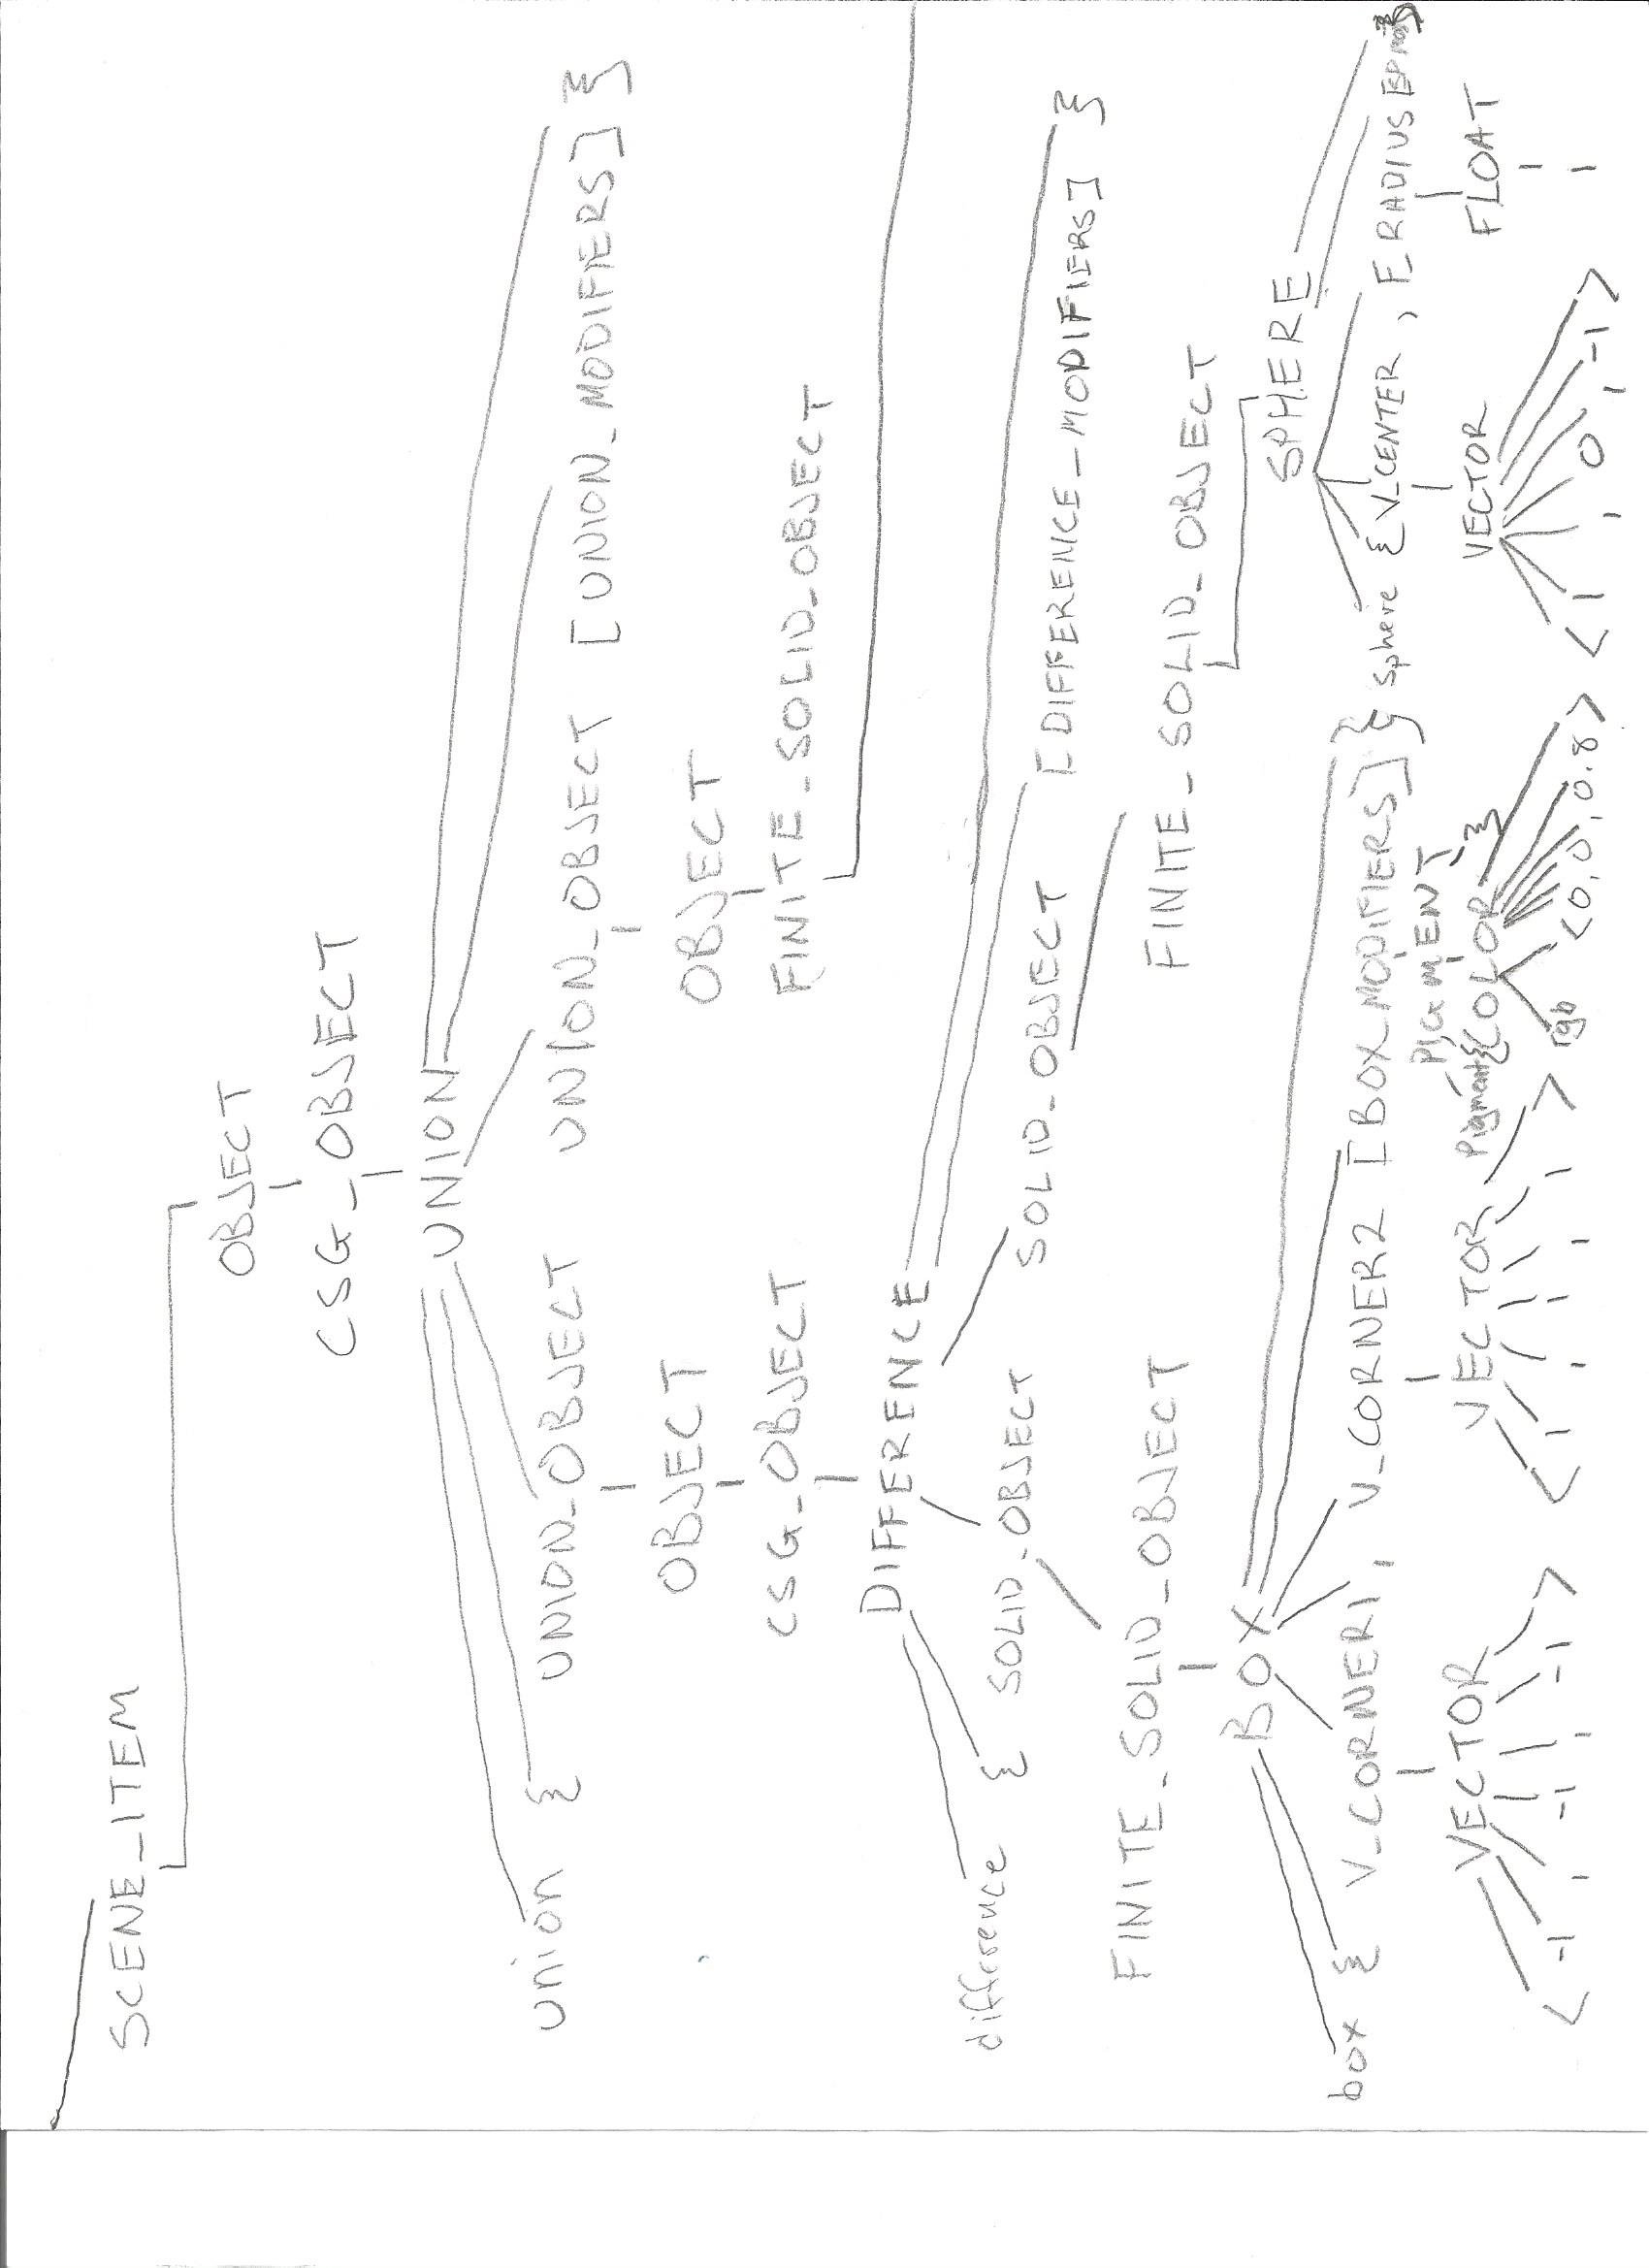 SCENE_ITEM
OBJECT
CSG_OBJECT
UNION
union { UNION_OBJECT UNION_OBJECT [UNION_MODIFIERS] }
OBJECT OBJECT
CSG_OBJECT FINITE_SOLID_OBJECT
DIFFERENCE
difference { SOLID_OBJECT SOLID_OBJECT [DIFFERENCE_MODIFIERS] }
FINITE_SOLID_OBJECT FINITE_SOLID_OBJECT
BOX SPHERE
box { V_CORNER1, V_CORNER2 [BOX_MODIFIERS] } sphere { V_CENTER, F_RADIUS
PIGMENT
VECTOR VECTOR pigment{COLOR} VECTOR FLOAT
< -1, -1, -1 > < 1, 1, 1 > rgb <0,0,0.8> < 1, 0, -1 > 1